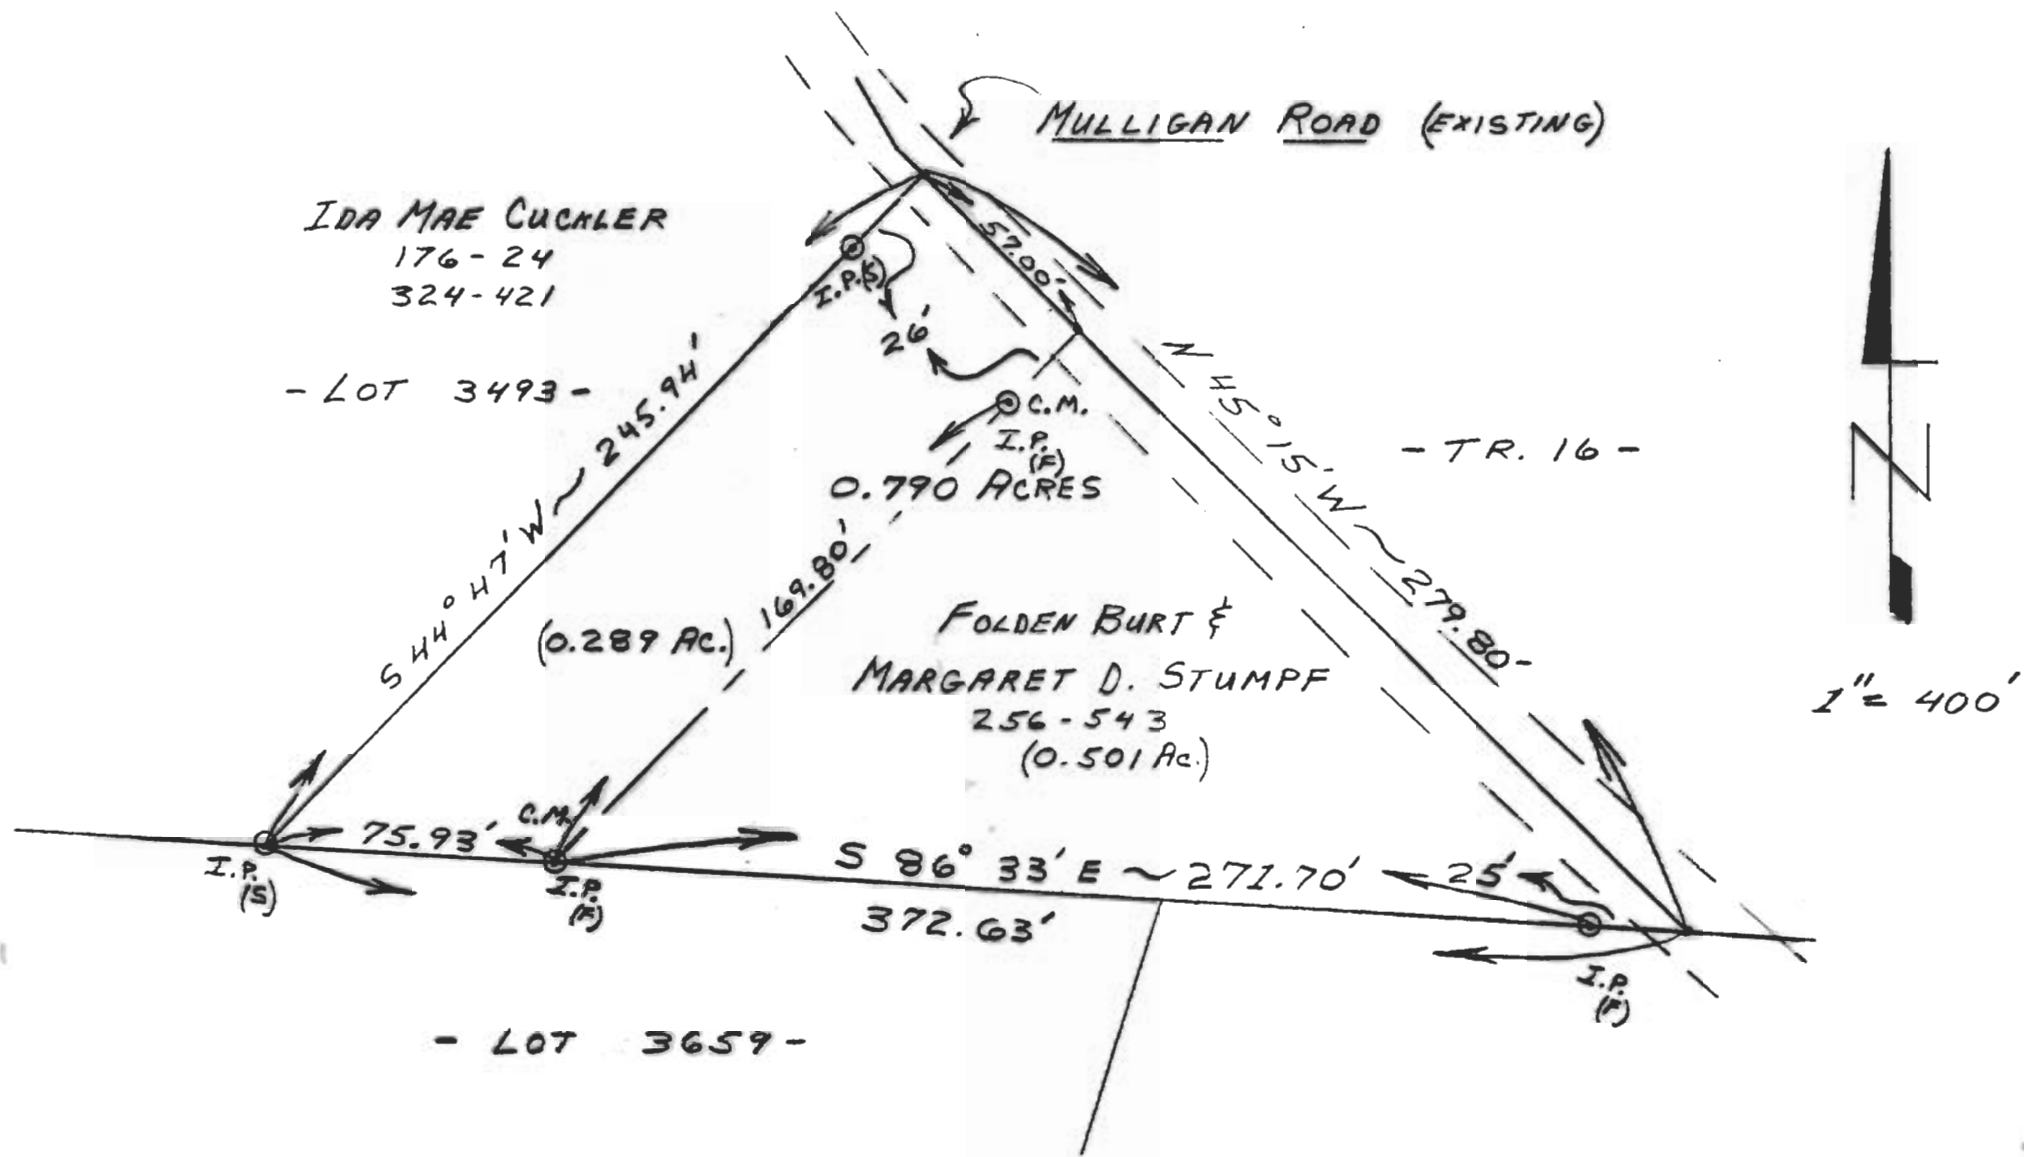 MULLIGAN ROAD (EXISTING)
IDA MAE CUCKLER
176-24
324-421
57.00'
I.P.(S)
26'
- LOT 3493 -
S 44° 47' W ~ 245.94'
N 45° 15' W ~ 279.80 -
C.M.
I.P.
(F)
- TR. 16 -
0.790 ACRES
169.80'
(0.289 AC.)
FOLDEN BURT &
MARGARET D. STUMPF
256-543
(0.501 Ac.)
N
1" = 400'
75.93'
C.M.
S 86° 33' E ~ 271.70'
25'
I.P.
(S)
I.P.
(F)
372.63'
I.P.
(F)
- LOT 3659 -